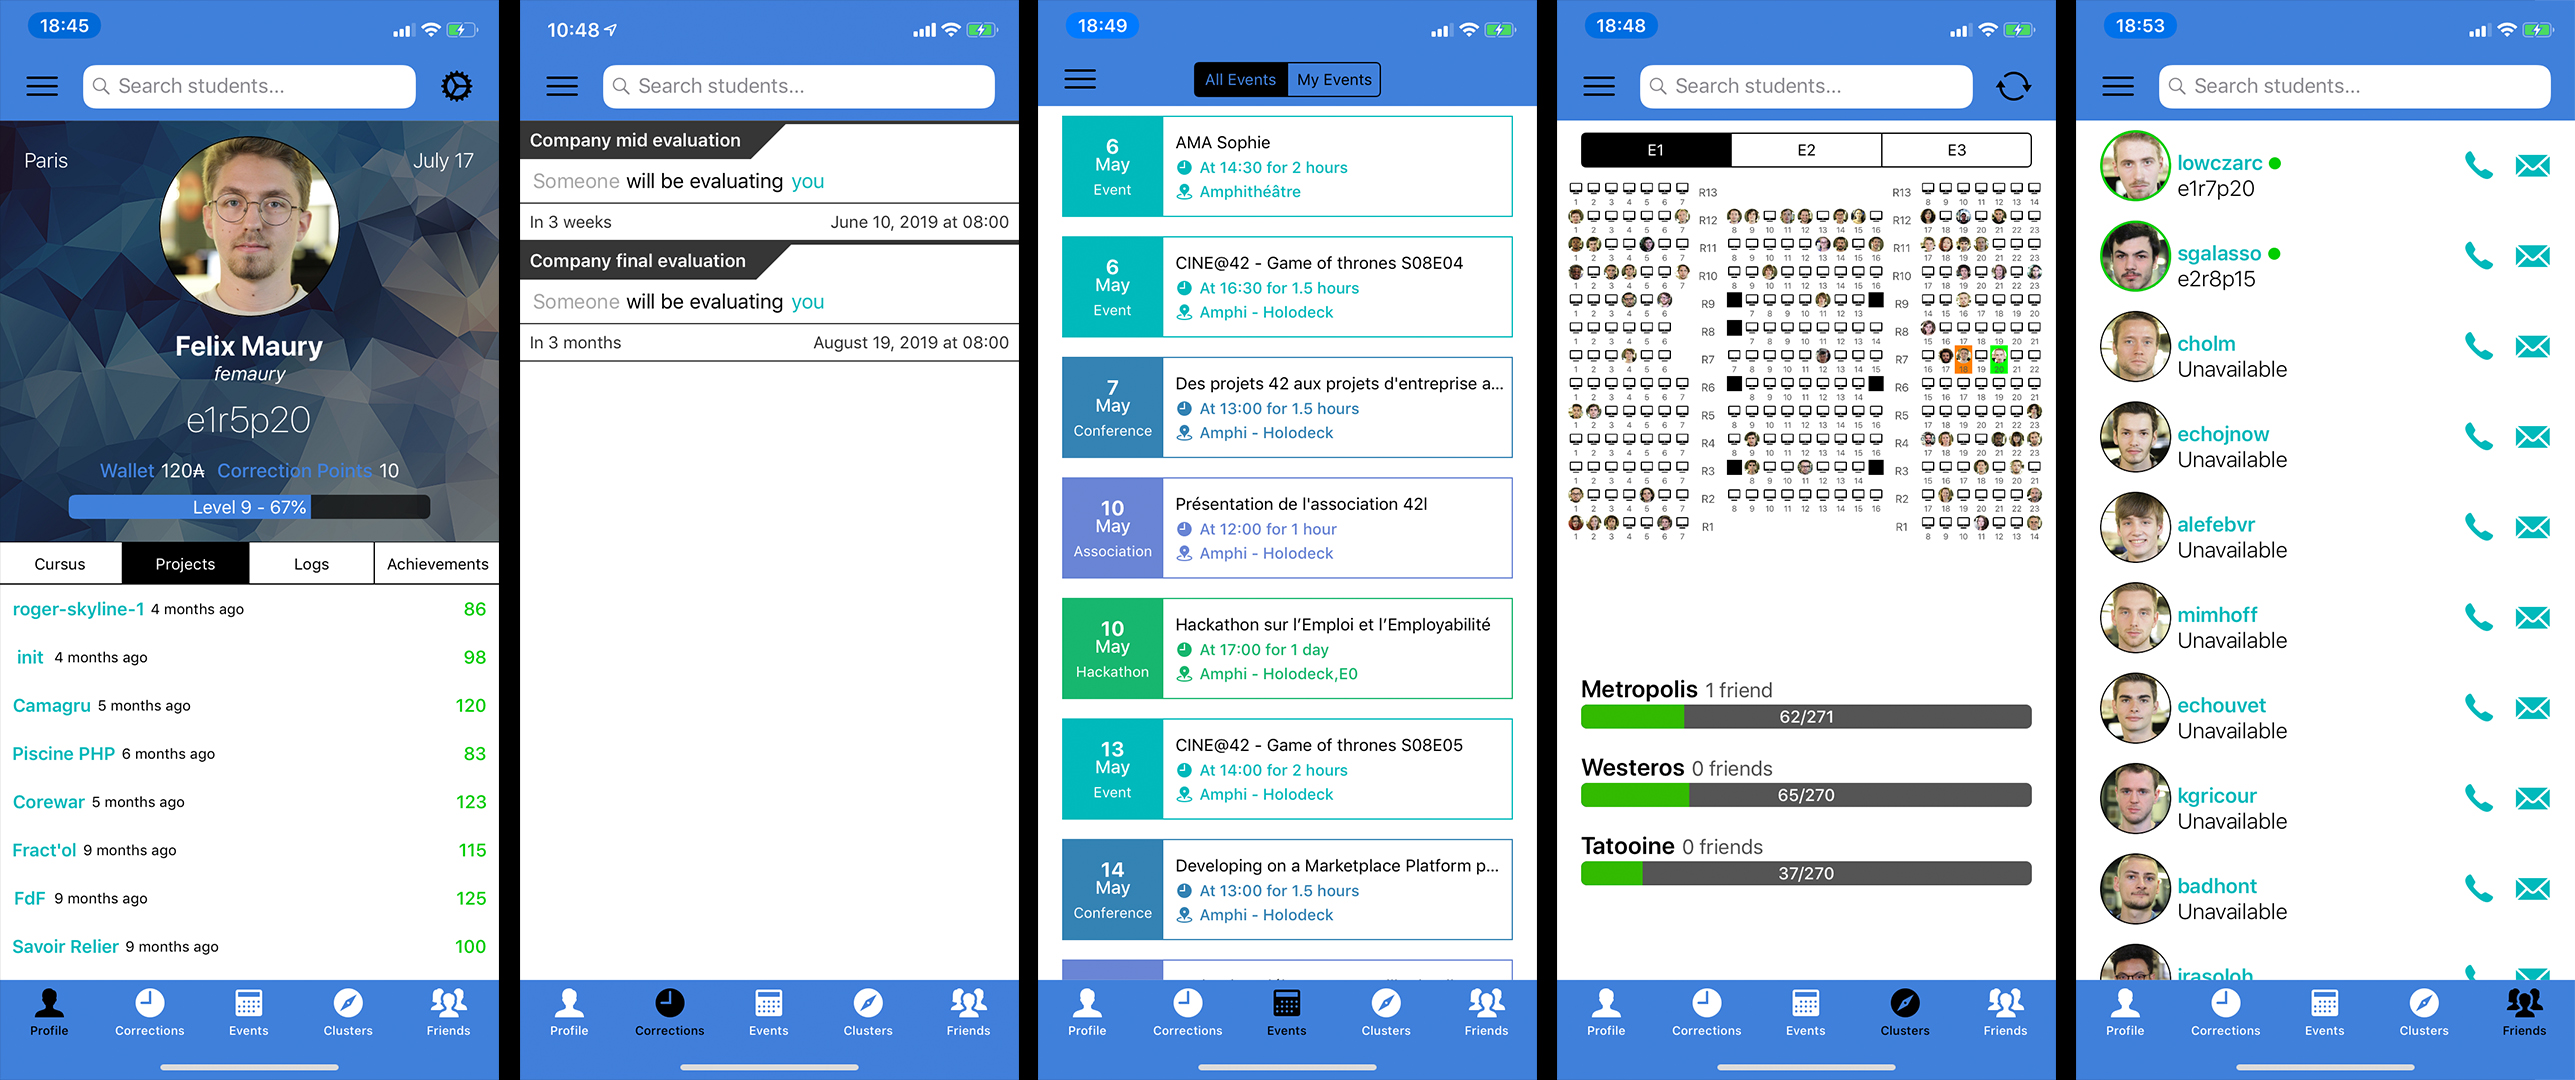 18:45
Search students...
Paris
July 17
Felix Maury
femaury
e1r5p20
Wallet 120₳ Correction Points 10
Level 9 - 67%
Cursus Projects Logs Achievements
roger-skyline-1 4 months ago 86
init 4 months ago 98
Camagru 5 months ago 120
Piscine PHP 6 months ago 83
Corewar 5 months ago 123
Fract'ol 9 months ago 115
FdF 9 months ago 125
Savoir Relier 9 months ago 100
Profile Corrections Events Clusters Friends
10:48
Search students...
Company mid evaluation
Someone will be evaluating you
In 3 weeks June 10, 2019 at 08:00
Company final evaluation
Someone will be evaluating you
In 3 months August 19, 2019 at 08:00
Profile Corrections Events Clusters Friends
18:49
All Events My Events
6 May Event
AMA Sophie
At 14:30 for 2 hours
Amphithéâtre
6 May Event
CINE@42 - Game of thrones S08E04
At 16:30 for 1.5 hours
Amphi - Holodeck
7 May Conference
Des projets 42 aux projets d'entreprise a...
At 13:00 for 1.5 hours
Amphi - Holodeck
10 May Association
Présentation de l'association 42l
At 12:00 for 1 hour
Amphi - Holodeck
10 May Hackathon
Hackathon sur l’Emploi et l’Employabilité
At 17:00 for 1 day
Amphi - Holodeck,E0
13 May Event
CINE@42 - Game of thrones S08E05
At 14:00 for 2 hours
Amphi - Holodeck
14 May Conference
Developing on a Marketplace Platform p...
At 13:00 for 1.5 hours
Amphi - Holodeck
Profile Corrections Events Clusters Friends
18:48
Search students...
E1 E2 E3
R13 R13
R12 R12
R11 R11
R10 R10
R9 R9
R8 R8
R7 R7
R6 R6
R5 R5
R4 R4
R3 R3
R2 R2
R1 R1
Metropolis 1 friend
62/271
Westeros 0 friends
65/270
Tatooine 0 friends
37/270
Profile Corrections Events Clusters Friends
18:53
Search students...
lowczarc
e1r7p20
sgalasso
e2r8p15
cholm
Unavailable
echojnow
Unavailable
alefebvr
Unavailable
mimhoff
Unavailable
echouvet
Unavailable
kgricour
Unavailable
badhont
Unavailable
irasoloh
Profile Corrections Events Clusters Friends